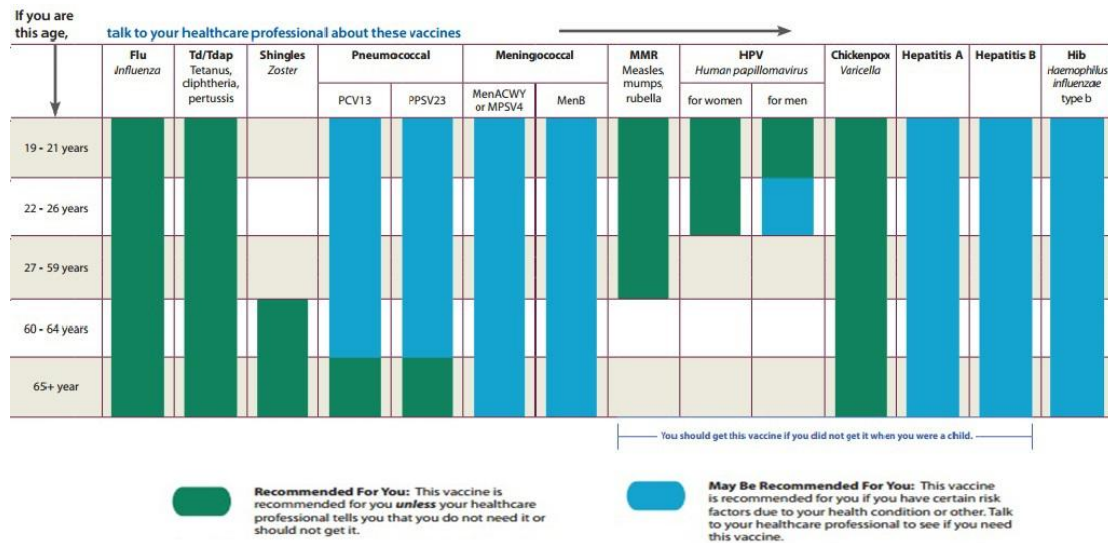 If you are
this age,
talk to your healthcare professional about these vaccines
Flu
Influenza
Td/Tdap
Tetanus,
diphtheria,
pertussis
Shingles
Zoster
Pneumococcal
PCV13
PPSV23
Meningococcal
MenACWY
or MPSV4
MenB
MMR
Measles,
mumps,
rubella
HPV
Human papillomavirus
for women
for men
Chickenpox
Varicella
Hepatitis A
Hepatitis B
Hib
Haemophilus
influenzae
type b
19 - 21 years
22 - 26 years
27 - 59 years
60 - 64 years
65+ year
You should get this vaccine if you did not get it when you were a child.
Recommended For You: This vaccine is
recommended for you unless your healthcare
professional tells you that you do not need it or
should not get it.
May Be Recommended For You: This vaccine
is recommended for you if you have certain risk
factors due to your health condition or other. Talk
to your healthcare professional to see if you need
this vaccine.